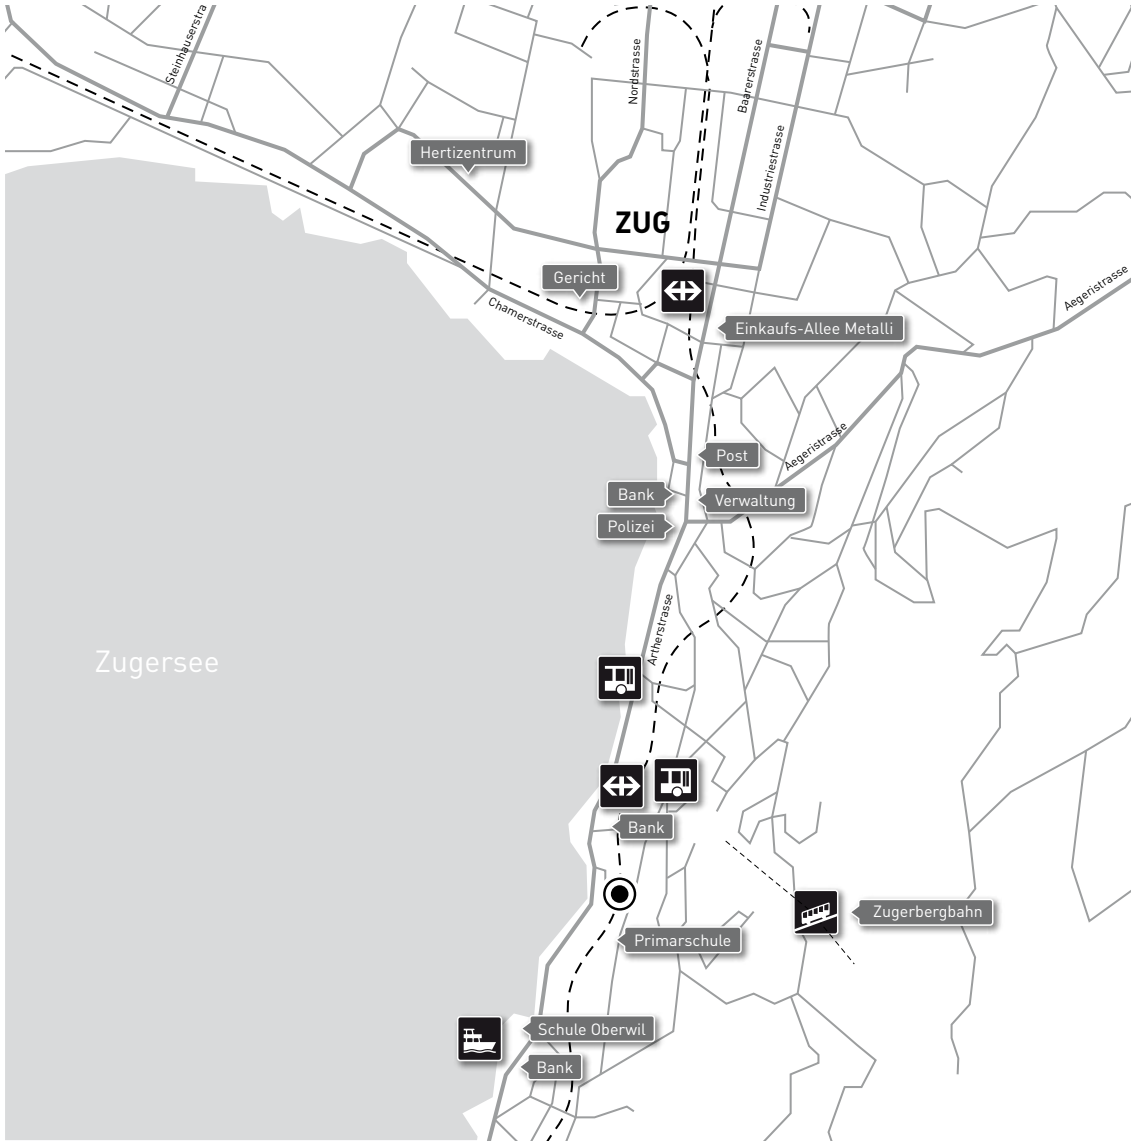 Steinhauserstra
Nordstrasse
Baarerstrasse
Industriestrasse
Hertizentrum
ZUG
Gericht
Aegeristrasse
Chamerstrasse
Einkaufs-Allee Metalli
Aegeristrasse
Post
Bank
Verwaltung
Polizei
Artherstrasse
Zugersee
Bank
Zugerbergbahn
Primarschule
Schule Oberwil
Bank